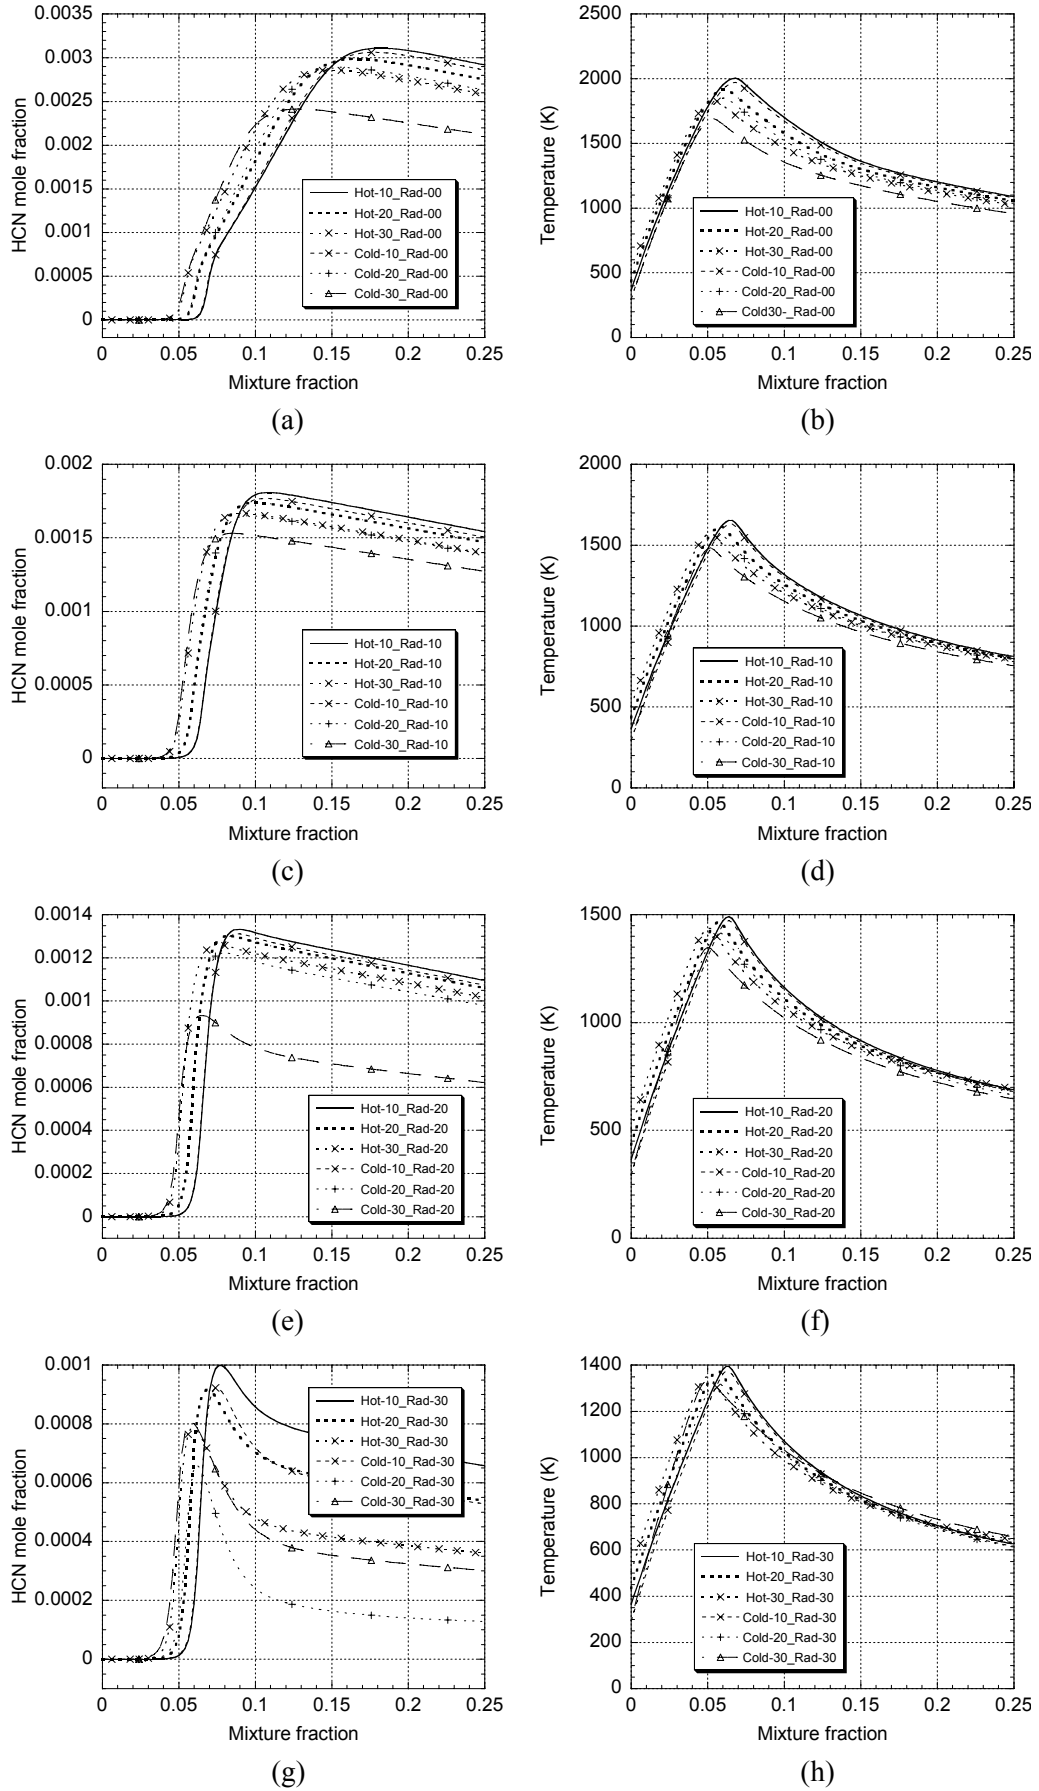 0.0035
0.003
0.0025
0.002
0.0015
0.001
0.0005
0
HCN mole fraction
Hot-10_Rad-00
Hot-20_Rad-00
Hot-30_Rad-00
Cold-10_Rad-00
Cold-20_Rad-00
Cold-30_Rad-00
0 0.05 0.1 0.15 0.2 0.25
Mixture fraction
(a)
2500
2000
1500
1000
500
0
Temperature (K)
Hot-10_Rad-00
Hot-20_Rad-00
Hot-30_Rad-00
Cold-10_Rad-00
Cold-20_Rad-00
Cold30-_Rad-00
0 0.05 0.1 0.15 0.2 0.25
Mixture fraction
(b)
0.002
0.0015
0.001
0.0005
0
HCN mole fraction
Hot-10_Rad-10
Hot-20_Rad-10
Hot-30_Rad-10
Cold-10_Rad-10
Cold-20_Rad-10
Cold-30_Rad-10
0 0.05 0.1 0.15 0.2 0.25
Mixture fraction
(c)
2000
1500
1000
500
0
Temperature (K)
Hot-10_Rad-10
Hot-20_Rad-10
Hot-30_Rad-10
Cold-10_Rad-10
Cold-20_Rad-10
Cold-30_Rad-10
0 0.05 0.1 0.15 0.2 0.25
Mixture fraction
(d)
0.0014
0.0012
0.001
0.0008
0.0006
0.0004
0.0002
0
HCN mole fraction
Hot-10_Rad-20
Hot-20_Rad-20
Hot-30_Rad-20
Cold-10_Rad-20
Cold-20_Rad-20
Cold-30_Rad-20
0 0.05 0.1 0.15 0.2 0.25
Mixture fraction
(e)
1500
1000
500
0
Temperature (K)
Hot-10_Rad-20
Hot-20_Rad-20
Hot-30_Rad-20
Cold-10_Rad-20
Cold-20_Rad-20
Cold-30_Rad-20
0 0.05 0.1 0.15 0.2 0.25
Mixture fraction
(f)
0.001
0.0008
0.0006
0.0004
0.0002
0
HCN mole fraction
Hot-10_Rad-30
Hot-20_Rad-30
Hot-30_Rad-30
Cold-10_Rad-30
Cold-20_Rad-30
Cold-30_Rad-30
0 0.05 0.1 0.15 0.2 0.25
Mixture fraction
(g)
1400
1200
1000
800
600
400
200
0
Temperature (K)
Hot-10_Rad-30
Hot-20_Rad-30
Hot-30_Rad-30
Cold-10_Rad-30
Cold-20_Rad-30
Cold-30_Rad-30
0 0.05 0.1 0.15 0.2 0.25
Mixture fraction
(h)